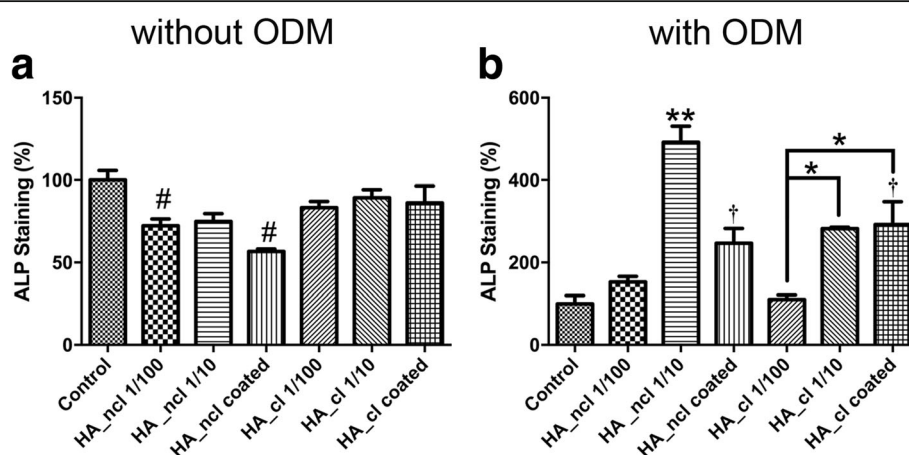 without ODM
with ODM
a
b
ALP Staining (%)
150
100
50
0
#
#
Control
HA_ncl 1/100
HA_ncl 1/10
HA_ncl coated
HA_cl 1/100
HA_cl 1/10
HA_cl coated
ALP Staining (%)
600
400
200
0
**
†
*
*
†
Control
HA_ncl 1/100
HA_ncl 1/10
HA_ncl coated
HA_cl 1/100
HA_cl 1/10
HA_cl coated